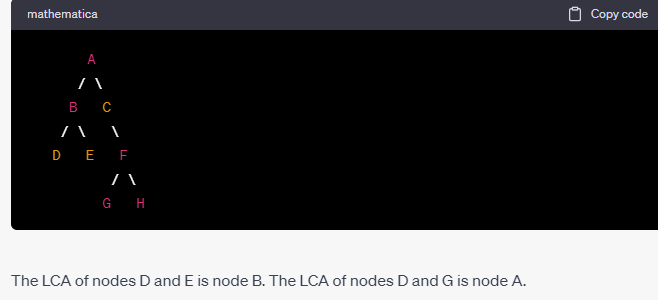 mathematica Copy code
A
/ \
B C
/ \ \
D E F
/ \
G H
The LCA of nodes D and E is node B. The LCA of nodes D and G is node A.